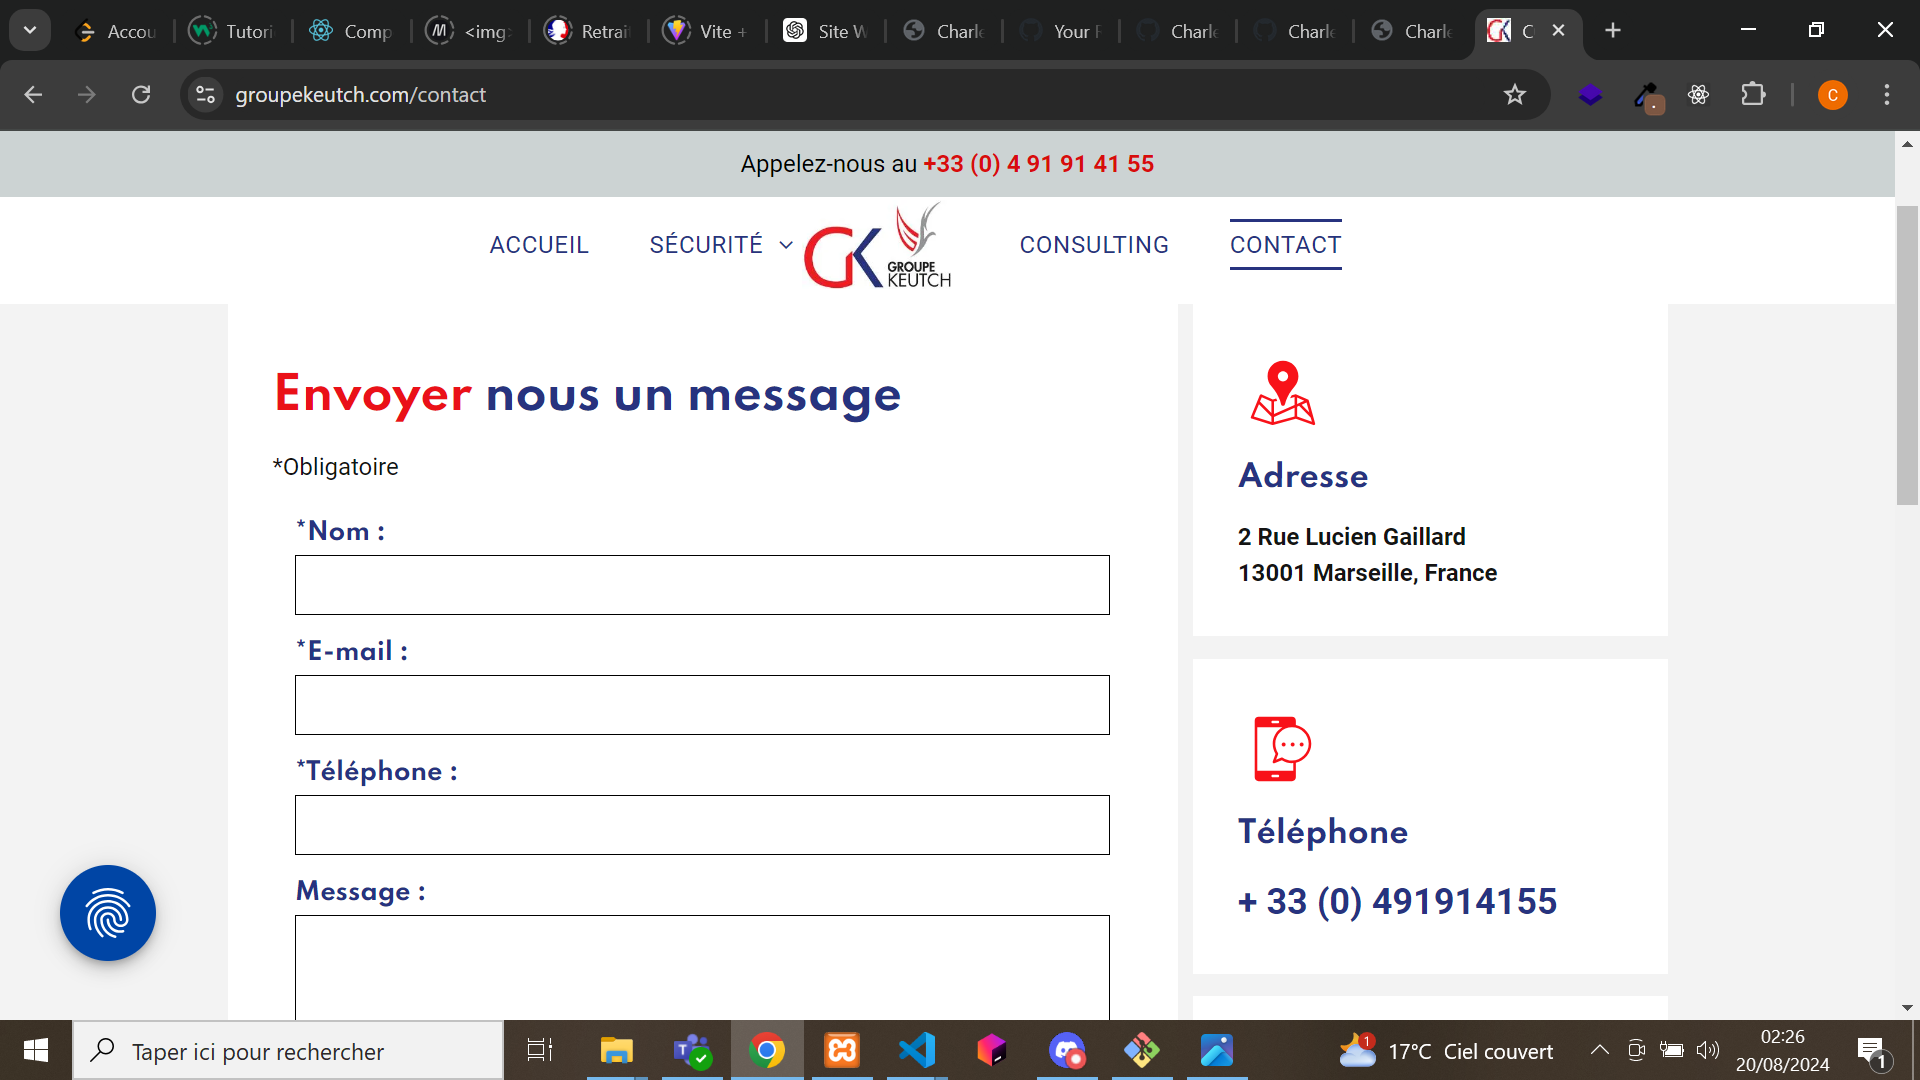 Accou
Tutori
Comp
<img
Retrait
Vite +
Site W
Charle
Your F
Charle
Charle
Charle
C
groupekeutch.com/contact
C
Appelez-nous au +33 (0) 4 91 91 41 55
ACCUEIL
SÉCURITÉ
GK GROUPE KEUTCH
CONSULTING
CONTACT
Envoyer nous un message
*Obligatoire
*Nom :
*E-mail :
*Téléphone :
Message :
Adresse
2 Rue Lucien Gaillard
13001 Marseille, France
Téléphone
+ 33 (0) 491914155
Taper ici pour rechercher
1
17°C Ciel couvert
02:26
20/08/2024
1